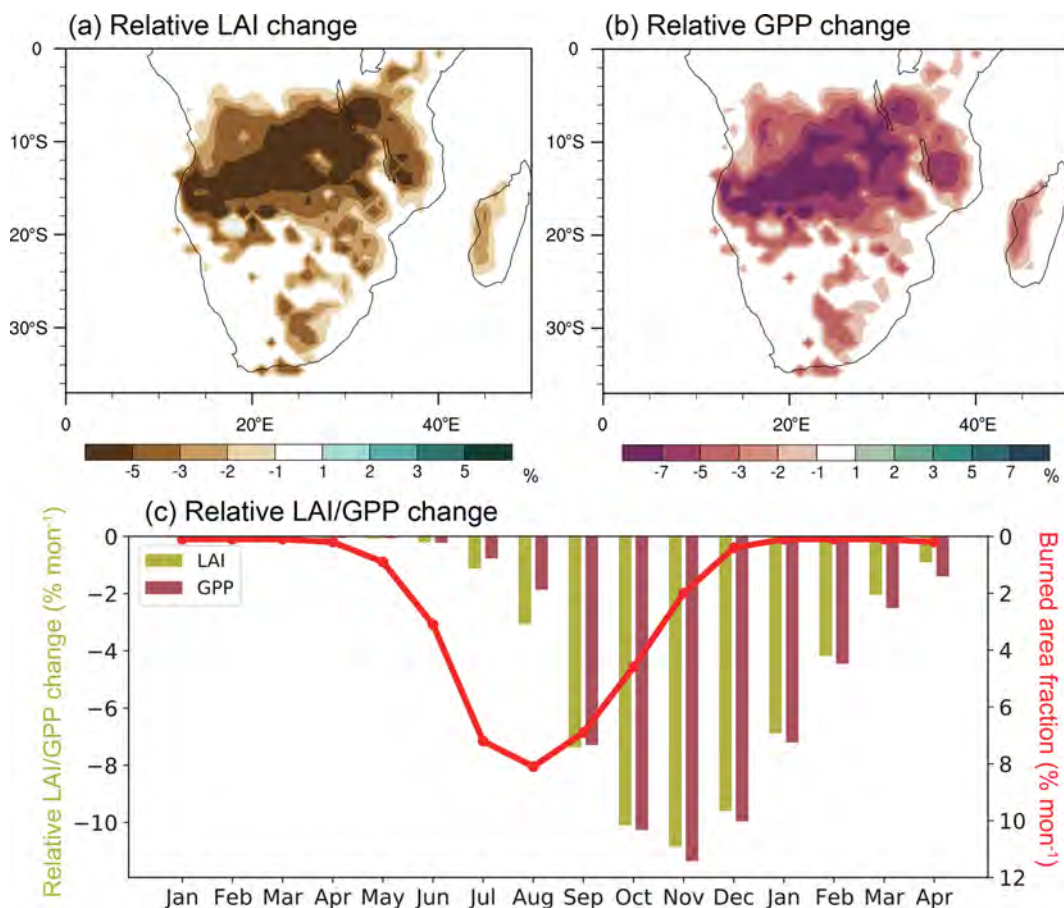 (a) Relative LAI change
(b) Relative GPP change
0
10°S
20°S
30°S
0 20°E 40°E
0
10°S
20°S
30°S
0 20°E 40°E
-5 -3 -2 -1 1 2 3 5 %
-7 -5 -3 -2 -1 1 2 3 5 7 %
(c) Relative LAI/GPP change
Relative LAI/GPP change (% mon⁻¹)
0
−2
−4
−6
−8
−10
LAI
GPP
0
2
4
6
8
10
12
Burned area fraction (% mon⁻¹)
Jan Feb Mar Apr May Jun Jul Aug Sep Oct Nov Dec Jan Feb Mar Apr